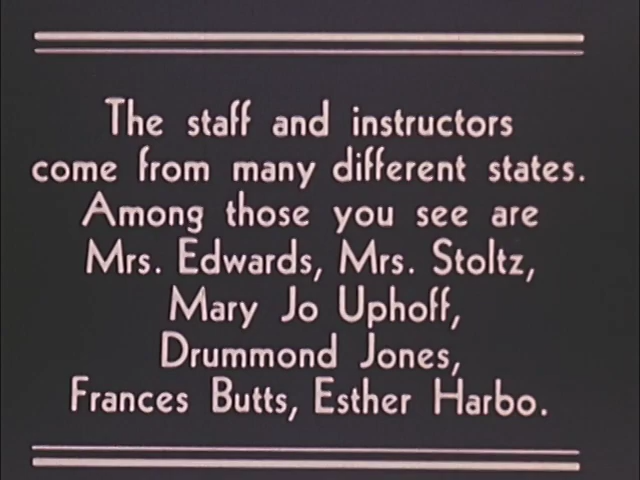 The staff and instructors
come from many different states.
Among those you see are
Mrs. Edwards, Mrs. Stoltz,
Mary Jo Uphoff,
Drummond Jones,
Frances Butts, Esther Harbo.